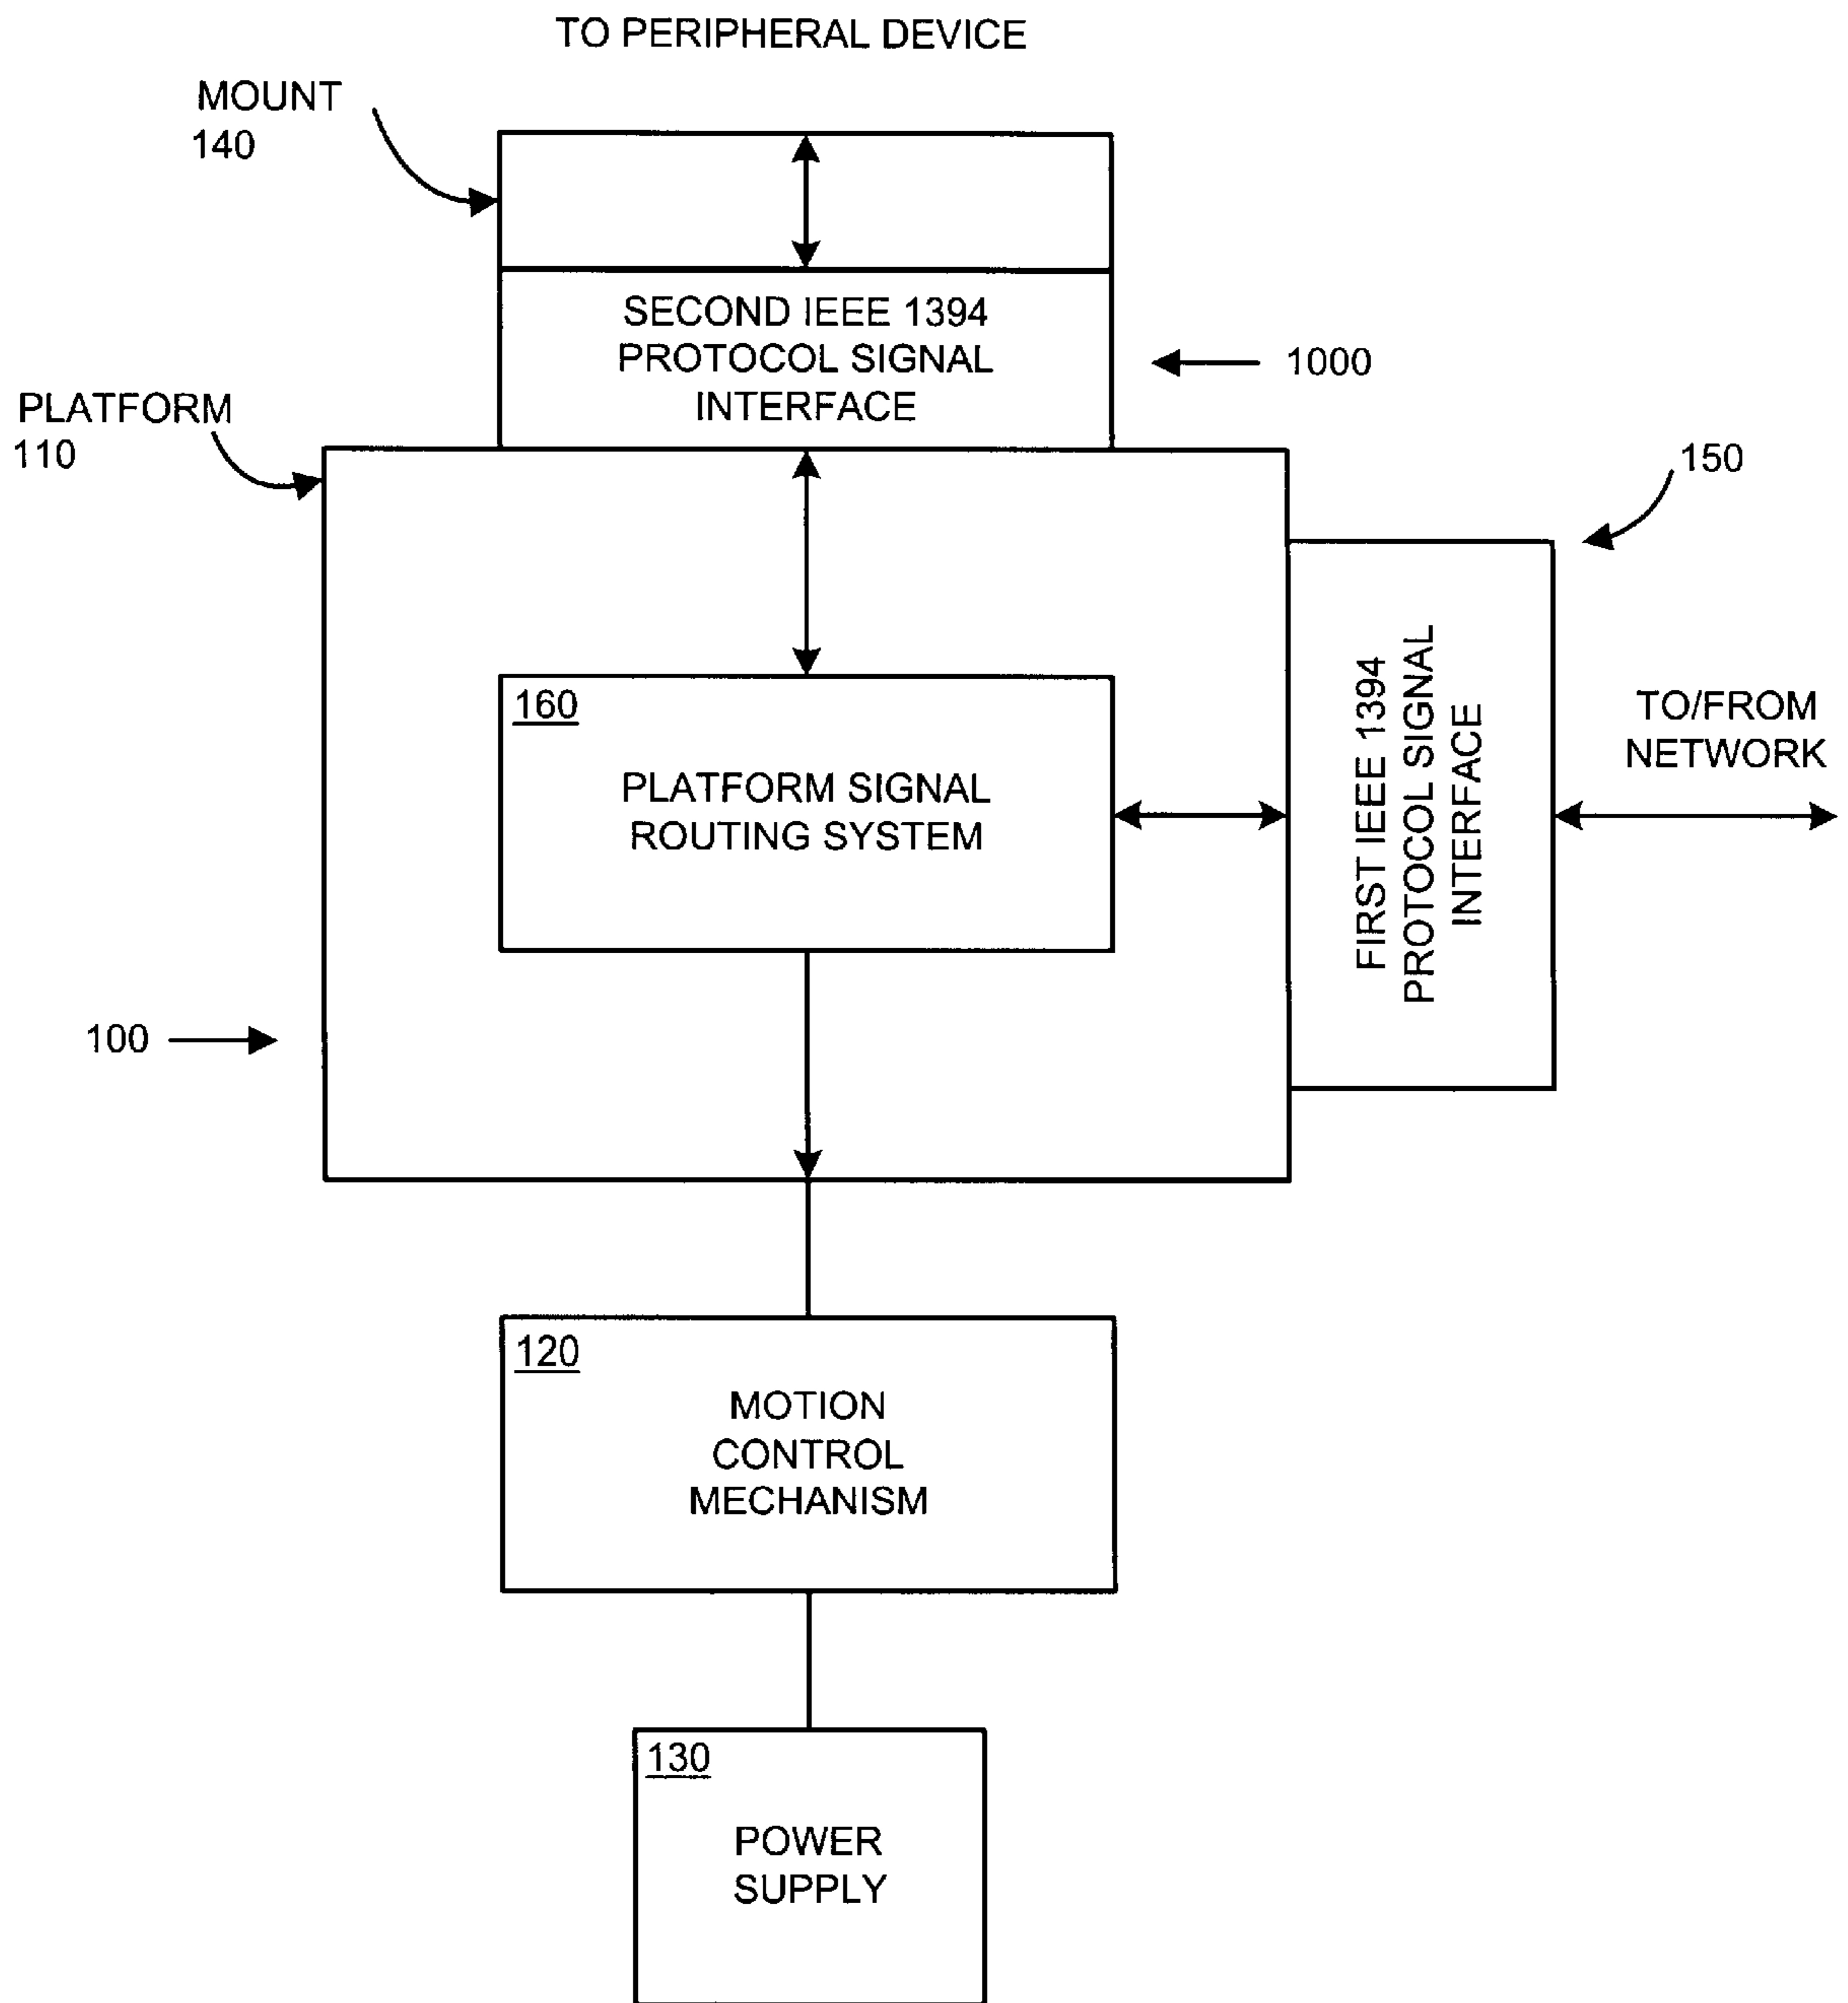 TO PERIPHERAL DEVICE
MOUNT
140
SECOND IEEE 1394
PROTOCOL SIGNAL
INTERFACE
1000
PLATFORM
110
150
160
PLATFORM SIGNAL
ROUTING SYSTEM
FIRST IEEE 1394
PROTOCOL SIGNAL
INTERFACE
TO/FROM
NETWORK
100
120
MOTION
CONTROL
MECHANISM
130
POWER
SUPPLY